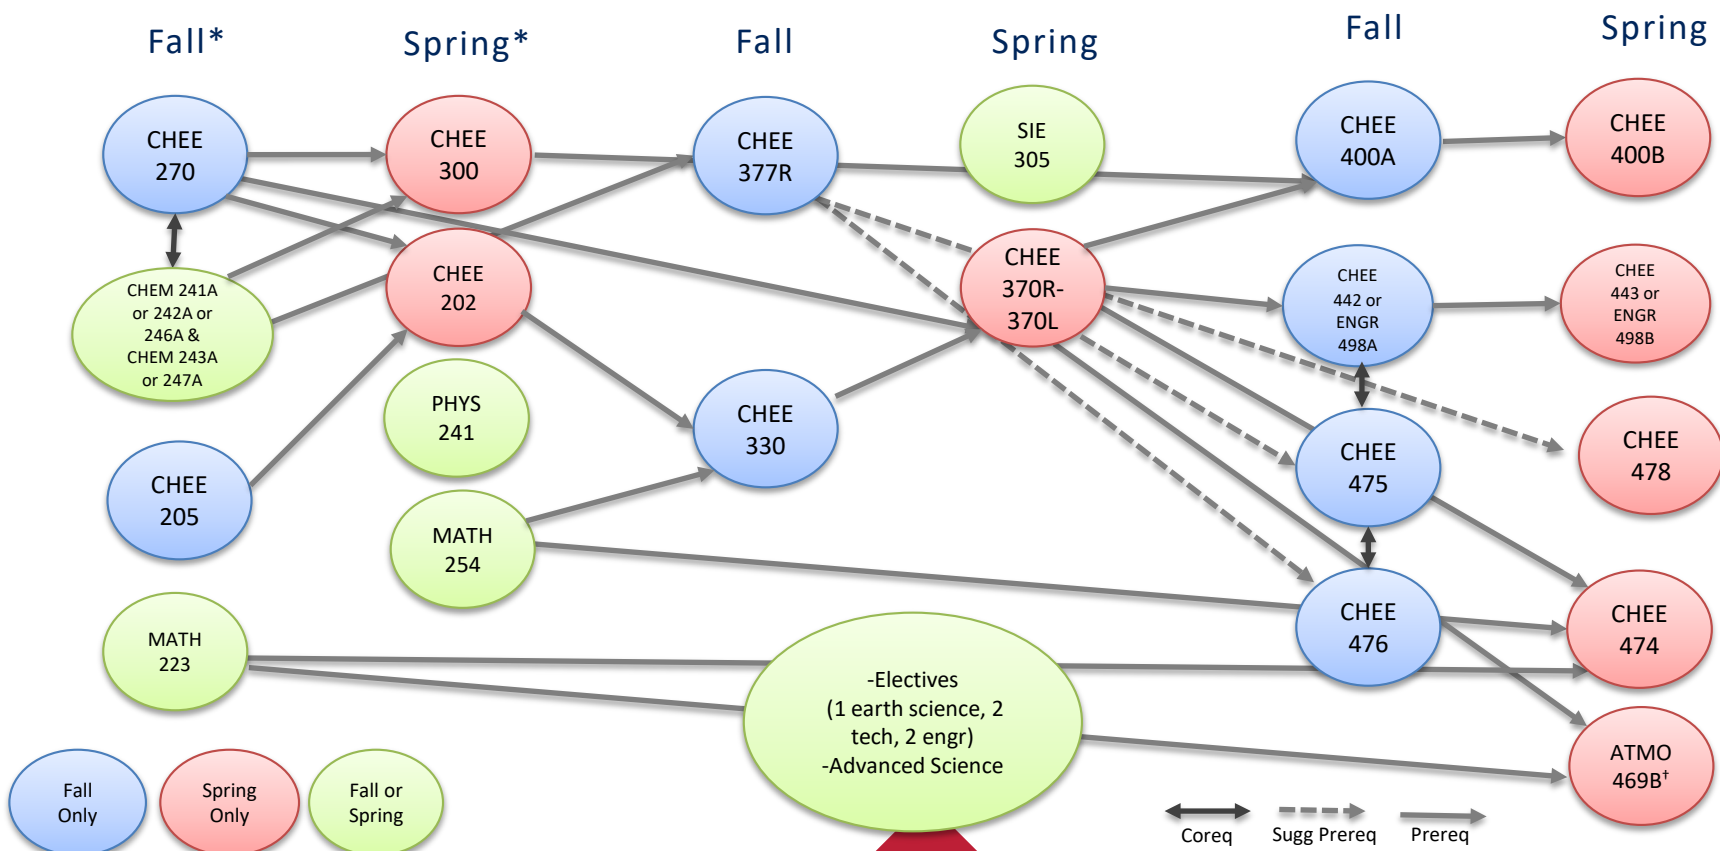 Fall*
Spring*
Fall
Spring
Fall
Spring
CHEE
270
CHEM 241A
or 242A or
246A &
CHEM 243A
or 247A
CHEE
205
MATH
223
CHEE
300
CHEE
202
PHYS
241
MATH
254
CHEE
377R
CHEE
330
SIE
305
CHEE
370R-
370L
CHEE
400A
CHEE
442 or
ENGR
498A
CHEE
475
CHEE
476
CHEE
400B
CHEE
443 or
ENGR
498B
CHEE
478
CHEE
474
ATMO
469B†
-Electives
(1 earth science, 2
tech, 2 engr)
-Advanced Science
Fall
Only
Spring
Only
Fall or
Spring
Coreq
Sugg Prereq
Prereq